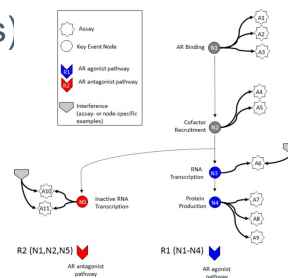 s)
Assay
Key Event Node
R1
AR agonist pathway
R2
AR antagonist pathway
Interference
(assay- or node-specific
examples)
AR Binding
N1
A1
A2
A3
Cofactor
Recruitment
N2
A4
A5
RNA
Transcription
N3
A6
Protein
Production
N4
A7
A8
A9
A10
A11
N5
Inactive RNA
Transcription
R2 (N1,N2,N5)
AR antagonist
pathway
R1 (N1-N4)
AR agonist
pathway